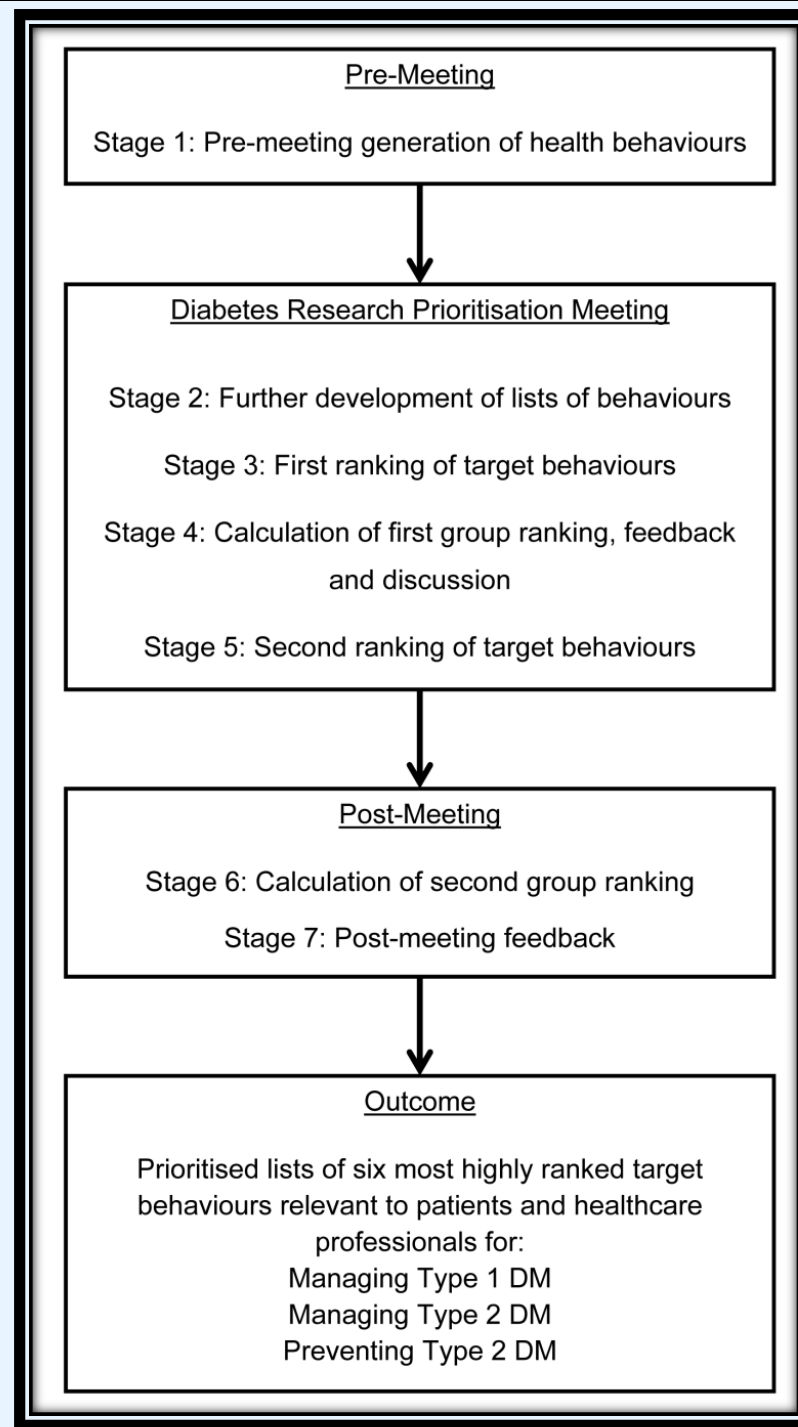 Pre-Meeting
Stage 1: Pre-meeting generation of health behaviours
Diabetes Research Prioritisation Meeting
Stage 2: Further development of lists of behaviours
Stage 3: First ranking of target behaviours
Stage 4: Calculation of first group ranking, feedback
and discussion
Stage 5: Second ranking of target behaviours
Post-Meeting
Stage 6: Calculation of second group ranking
Stage 7: Post-meeting feedback
Outcome
Prioritised lists of six most highly ranked target
behaviours relevant to patients and healthcare
professionals for:
Managing Type 1 DM
Managing Type 2 DM
Preventing Type 2 DM